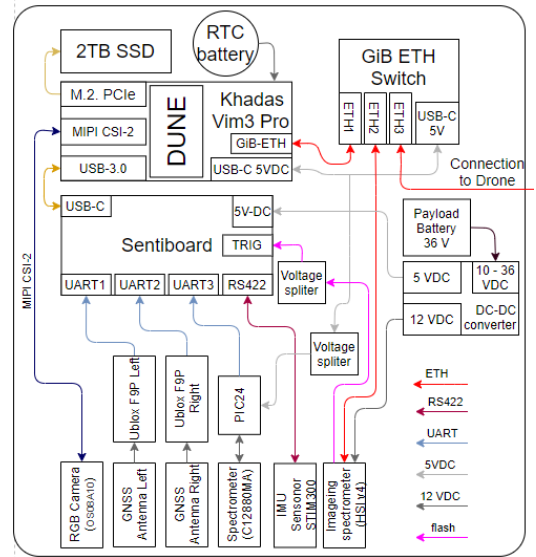 2TB SSD
RTC
battery
GiB ETH
Switch
M.2. PCIe
DUNE
Khadas
Vim3 Pro
MIPI CSI-2
GiB-ETH
USB-3.0
USB-C 5VDC
ETH1
ETH2
ETH3
USB-C
5V
Connection
to Drone
USB-C
5V-DC
Sentiboard
TRIG
UART1
UART2
UART3
RS422
Voltage
spliter
Payload
Battery
36 V
5 VDC
10 - 36
VDC
12 VDC
DC-DC
converter
MIPI CSI-2
Voltage
spliter
Ublox F9P Left
Ublox F9P
Right
PIC24
ETH
RS422
UART
5VDC
12 VDC
flash
RGB Camera
(OS08A10)
GNSS
Antenna Left
GNSS
Antenna Right
Spectrometer
(C12880MA)
IMU
Sensonor
STIM300
Imageing
spectrometer
(HSI v4)